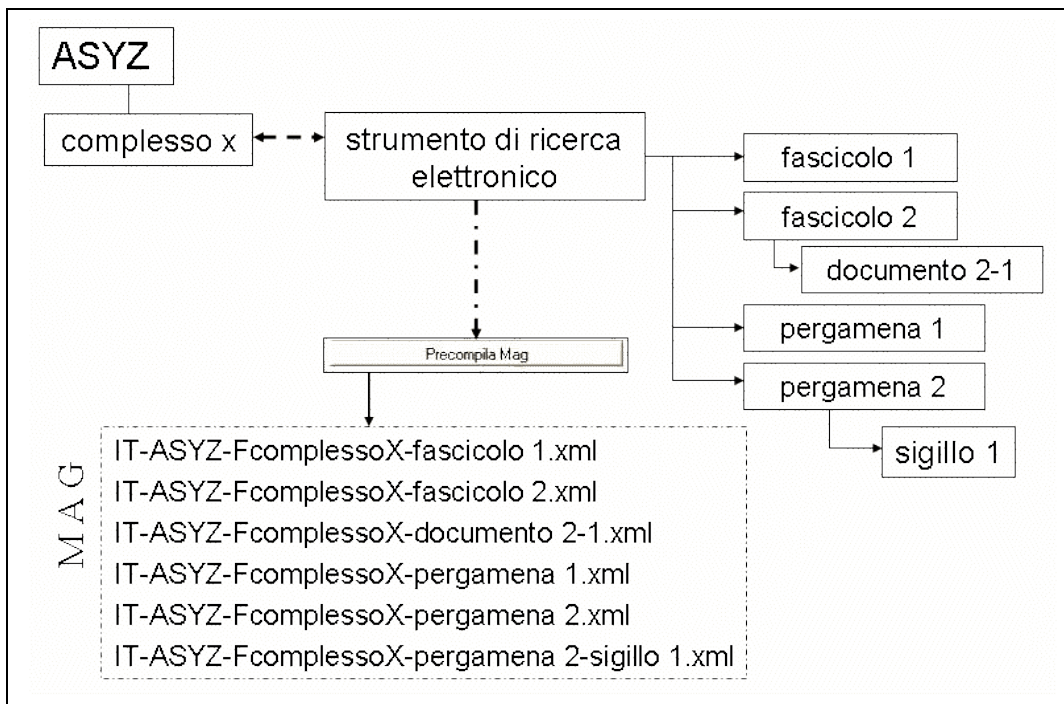 ASYZ
complesso x
strumento di ricerca
elettronico
fascicolo 1
fascicolo 2
documento 2-1
pergamena 1
pergamena 2
sigillo 1
Precompila Mag
MAG
IT-ASYZ-FcomplessoX-fascicolo 1.xml
IT-ASYZ-FcomplessoX-fascicolo 2.xml
IT-ASYZ-FcomplessoX-documento 2-1.xml
IT-ASYZ-FcomplessoX-pergamena 1.xml
IT-ASYZ-FcomplessoX-pergamena 2.xml
IT-ASYZ-FcomplessoX-pergamena 2-sigillo 1.xml